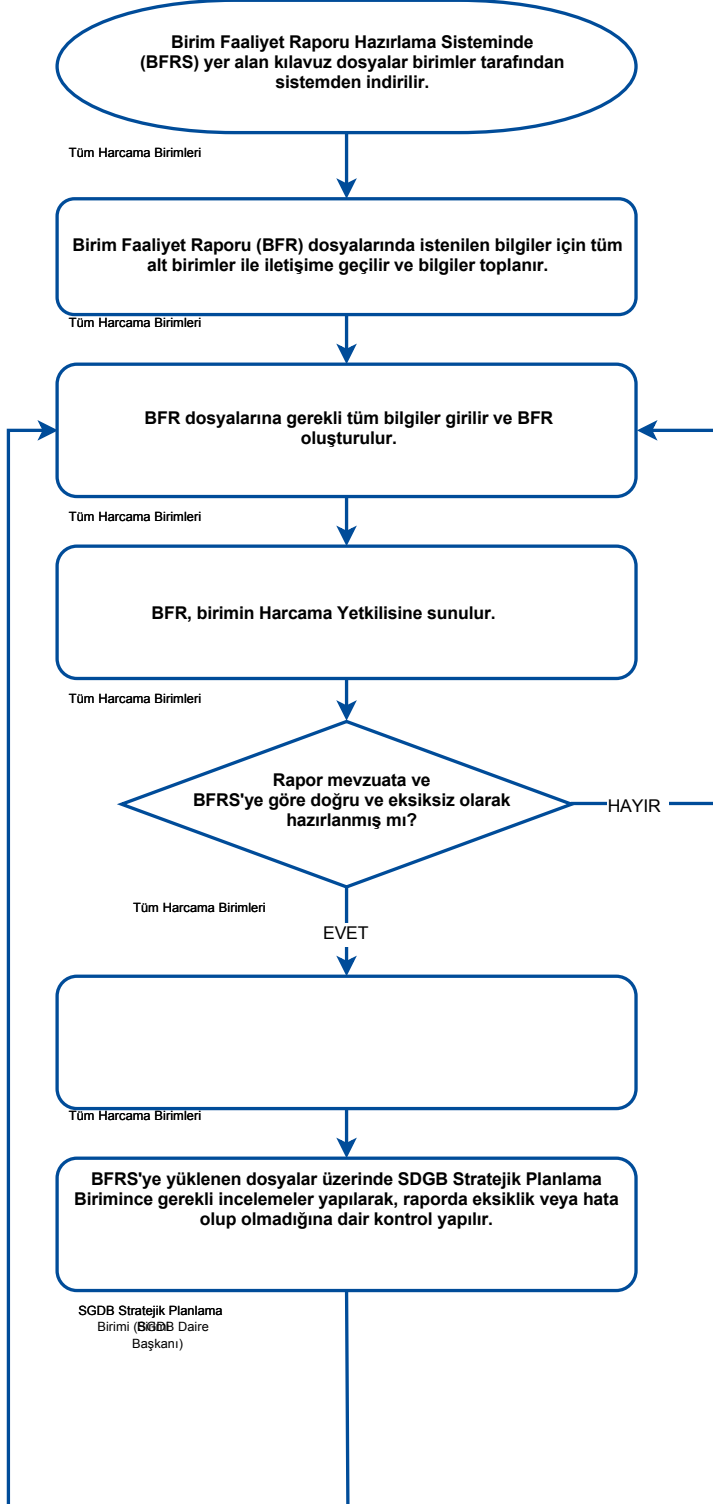 Birim Faaliyet Raporu Hazırlama Sisteminde
(BFRS) yer alan kılavuz dosyalar birimler tarafından
sistemden indirilir.
Tüm Harcama Birimleri
Birim Faaliyet Raporu (BFR) dosyalarında istenilen bilgiler için tüm
alt birimler ile iletişime geçilir ve bilgiler toplanır.
Tüm Harcama Birimleri
BFR dosyalarına gerekli tüm bilgiler girilir ve BFR
oluşturulur.
Tüm Harcama Birimleri
BFR, birimin Harcama Yetkilisine sunulur.
Tüm Harcama Birimleri
Rapor mevzuata ve
BFRS'ye göre doğru ve eksiksiz olarak
hazırlanmış mı?
HAYIR
Tüm Harcama Birimleri
EVET
Tüm Harcama Birimleri
BFRS'ye yüklenen dosyalar üzerinde SDGB Stratejik Planlama
Birimince gerekli incelemeler yapılarak, raporda eksiklik veya hata
olup olmadığına dair kontrol yapılır.
SGDB Stratejik Planlama
Birimi (SGDB Daire
Başkanı)